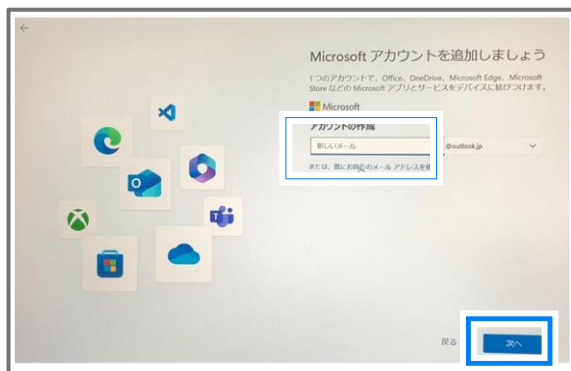 Microsoft アカウントを追加しましょう
1つのアカウントで、Office、OneDrive、Microsoft Edge、Microsoft
Store などの Microsoft アプリとサービスをデバイスに結びつけます。
Microsoft
アカウントの作成
新しいメール
@outlook.jp
または、既にお持ちのメール アドレスを使
戻る
次へ